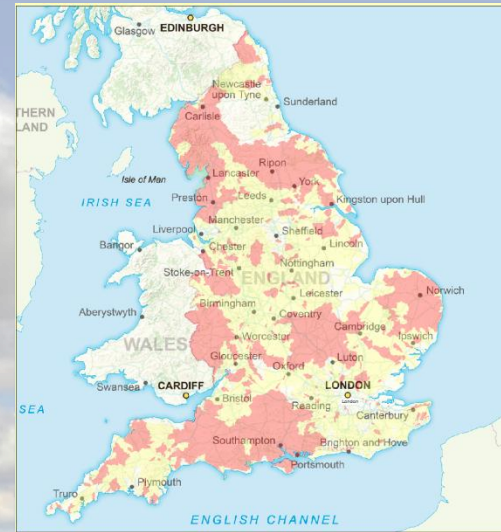 Glasgow
EDINBURGH
Newcastle
upon Tyne
Sunderland
THERN
LAND
Carlisle
Isle of Man
Ripon
Lancaster
York
IRISH SEA
Preston
Leeds
Kingston upon Hull
Manchester
Liverpool
Sheffield
Bangor
Chester
Lincoln
Stoke-on-Trent
ENGLAND
Nottingham
Leicester
Norwich
Birmingham
Aberystwyth
Coventry
Cambridge
WALES
Worcester
Ipswich
Gloucester
Luton
Oxford
Swansea
CARDIFF
LONDON
London
SEA
Bristol
Reading
Canterbury
Southampton
Brighton and Hove
Portsmouth
Plymouth
Truro
ENGLISH CHANNEL